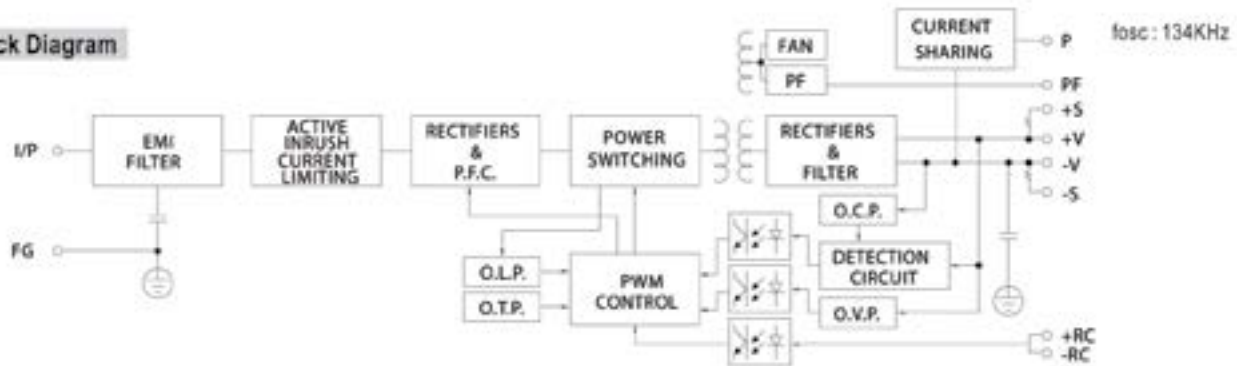 ck Diagram
fosc : 134KHz
I/P
EMI
FILTER
ACTIVE
INRUSH
CURRENT
LIMITING
RECTIFIERS
&
P.F.C.
POWER
SWITCHING
RECTIFIERS
&
FILTER
FAN
PF
CURRENT
SHARING
P
PF
+S
+V
-V
-S
FG
O.L.P.
O.T.P.
PWM
CONTROL
O.C.P.
DETECTION
CIRCUIT
O.V.P.
+RC
-RC